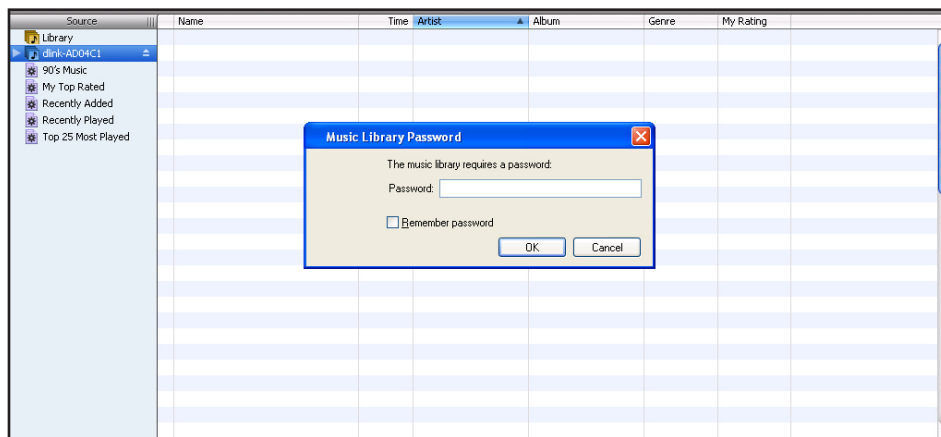 Source
Name
Time
Artist
Album
Genre
My Rating
Library
dlink-AD04C1
90's Music
My Top Rated
Recently Added
Recently Played
Top 25 Most Played
Music Library Password
The music library requires a password:
Password:
Remember password
OK
Cancel